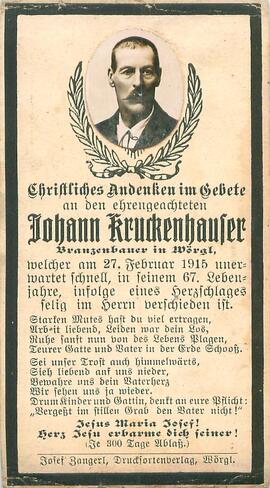 Christliches Andenken im Gebete
an den ehrengeachteten
Johann Kruckenhauser
Branzenbauer in Wörgl,
welcher am 27. Februar 1915 uner-
wartet schnell, in seinem 67. Leben-
jahre, infolge eines Herzschlages
selig im Herrn verschieden ist.
Starken Mutes hast du viel ertragen,
Arb·it liebend, Leiden war dein Los,
Ruhe sanft nun von des Lebens Plagen,
Teurer Gatte und Vater in der Erde Schooß.
Sei unser Trost auch himmelwärts,
Sieh liebend auf uns nieder,
Bewahre uns dein Vaterherz
Wir sehen uns ja wieder.
Drum Kinder und Gattin, denkt an eure Pflicht:
"Vergeßt im stillen Grab den Vater nicht!"
Jesus Maria Josef!
Herz Jesu erbarme dich seiner!
(Je 300 Tage Ablaß.)
Josef Zangerl, Drucksortenverlag, Wörgl.